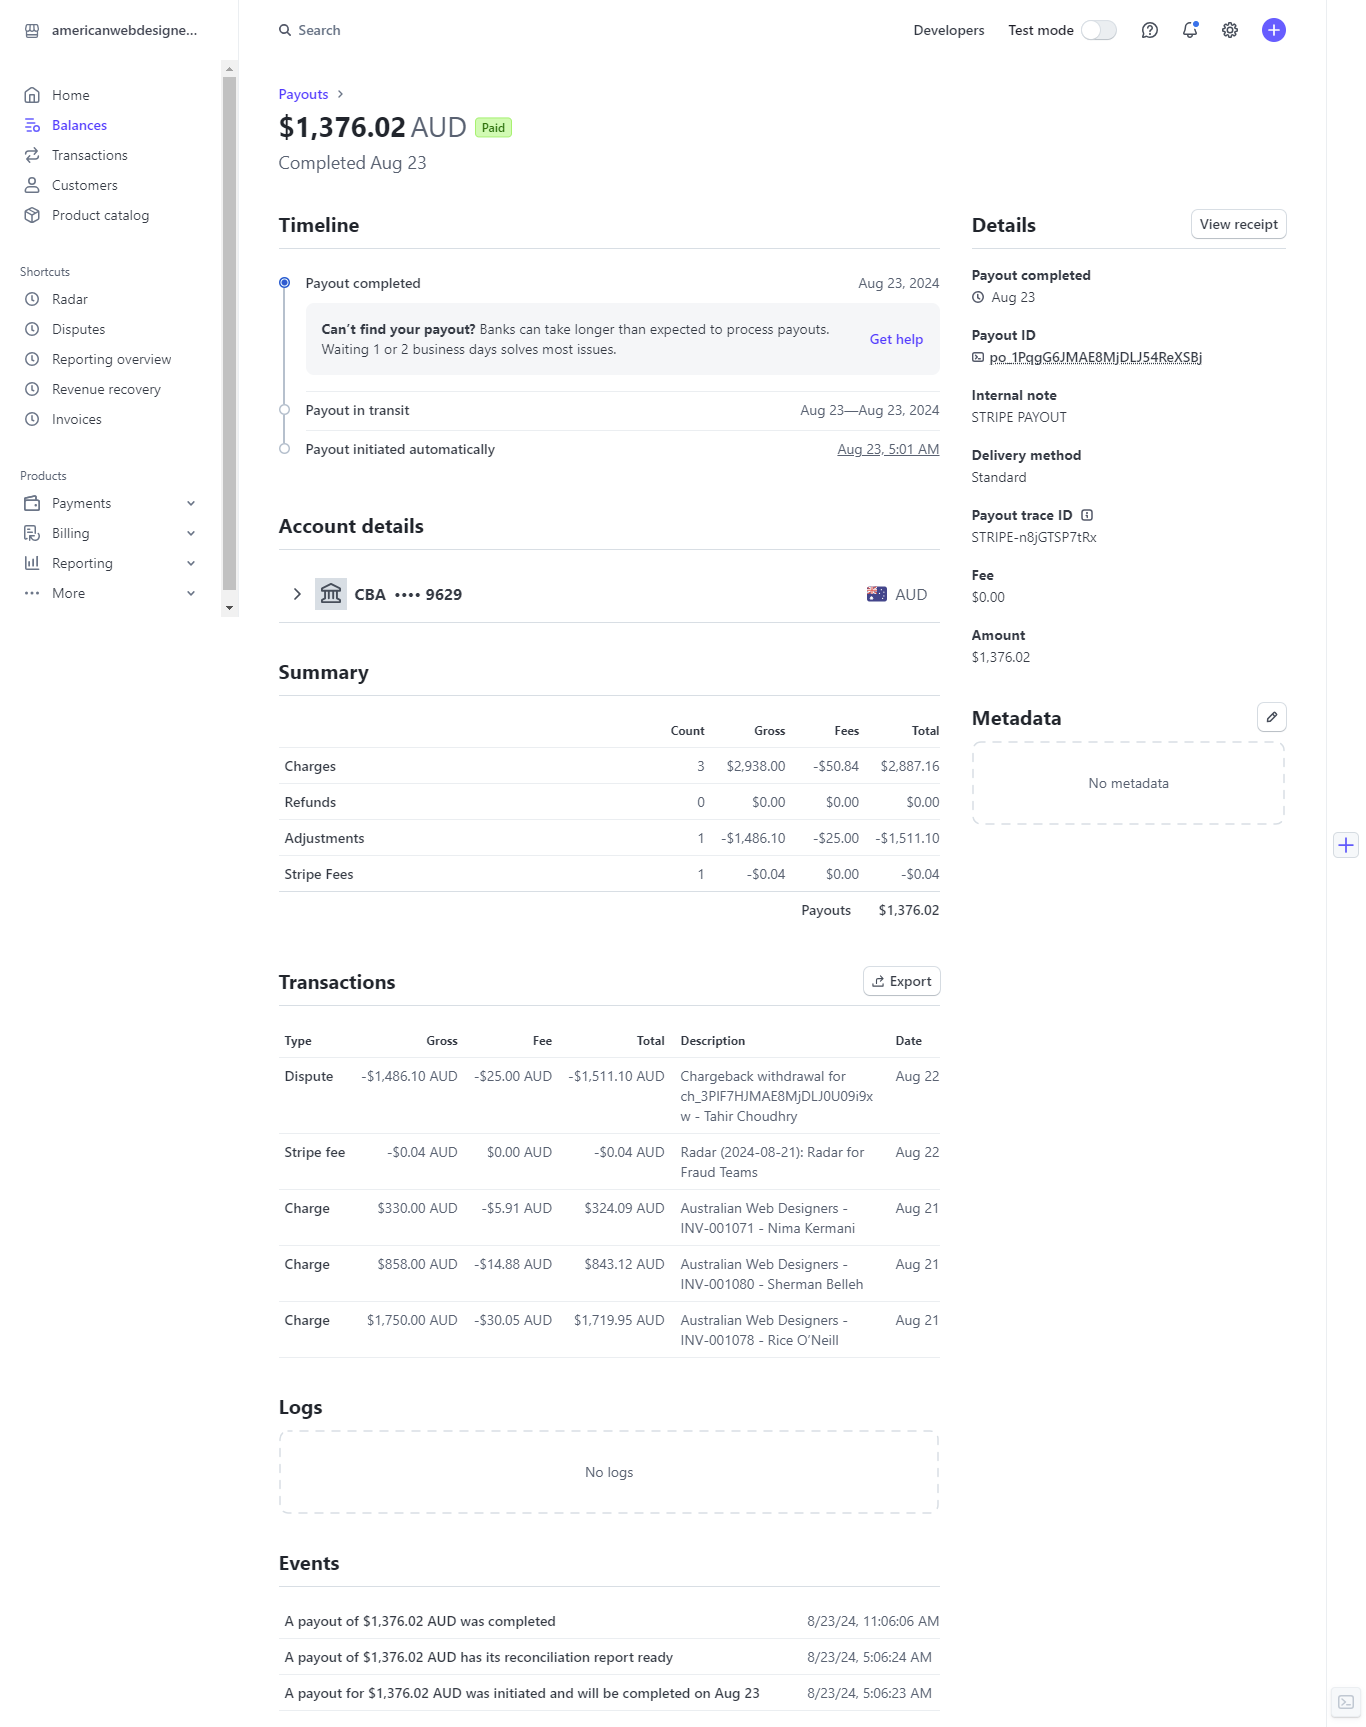 americanwebdesigne...
Search
Developers
Test mode
Home
Balances
Transactions
Customers
Product catalog
Shortcuts
Radar
Disputes
Reporting overview
Revenue recovery
Invoices
Products
Payments
Billing
Reporting
More
Payouts
$1,376.02 AUD Paid
Completed Aug 23
Timeline
Payout completed Aug 23, 2024
Can't find your payout? Banks can take longer than expected to process payouts.
Waiting 1 or 2 business days solves most issues.
Get help
Payout in transit Aug 23—Aug 23, 2024
Payout initiated automatically Aug 23, 5:01 AM
Account details
CBA •••• 9629 AUD
Summary
Count Gross Fees Total
Charges 3 $2,938.00 -$50.84 $2,887.16
Refunds 0 $0.00 $0.00 $0.00
Adjustments 1 -$1,486.10 -$25.00 -$1,511.10
Stripe Fees 1 -$0.04 $0.00 -$0.04
Payouts $1,376.02
Transactions
Export
Type Gross Fee Total Description Date
Dispute -$1,486.10 AUD -$25.00 AUD -$1,511.10 AUD Chargeback withdrawal for Aug 22
ch_3PIF7HJMAE8MjDLJ0U09i9x
w - Tahir Choudhry
Stripe fee -$0.04 AUD $0.00 AUD -$0.04 AUD Radar (2024-08-21): Radar for Aug 22
Fraud Teams
Charge $330.00 AUD -$5.91 AUD $324.09 AUD Australian Web Designers - Aug 21
INV-001071 - Nima Kermani
Charge $858.00 AUD -$14.88 AUD $843.12 AUD Australian Web Designers - Aug 21
INV-001080 - Sherman Belleh
Charge $1,750.00 AUD -$30.05 AUD $1,719.95 AUD Australian Web Designers - Aug 21
INV-001078 - Rice O'Neill
Logs
No logs
Events
A payout of $1,376.02 AUD was completed 8/23/24, 11:06:06 AM
A payout of $1,376.02 AUD has its reconciliation report ready 8/23/24, 5:06:24 AM
A payout for $1,376.02 AUD was initiated and will be completed on Aug 23 8/23/24, 5:06:23 AM
Details
View receipt
Payout completed
Aug 23
Payout ID
po_1PqgG6JMAE8MjDLJ54ReXSBj
Internal note
STRIPE PAYOUT
Delivery method
Standard
Payout trace ID
STRIPE-n8jGTSP7tRx
Fee
$0.00
Amount
$1,376.02
Metadata
No metadata